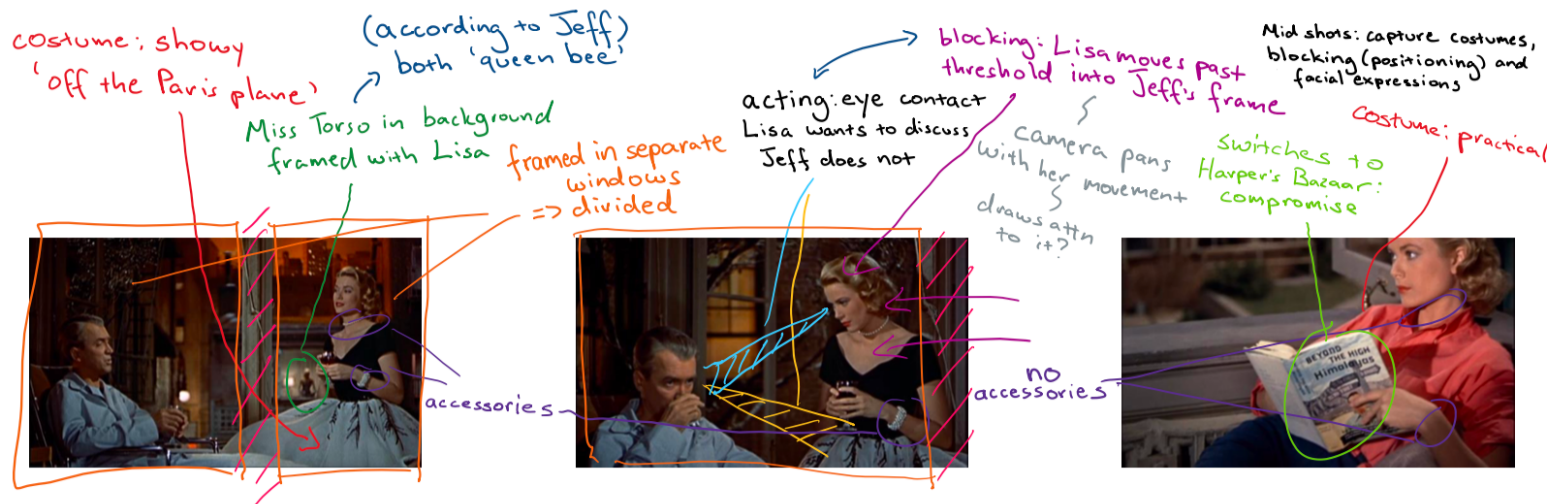 costume: showy
'off the Paris plane'
(according to Jeff)
both 'queen bee'
Miss Torso in background
framed with Lisa
framed in separate
windows
=> divided
acting: eye contact
Lisa wants to discuss
Jeff does not
blocking: Lisa moves past
threshold into Jeff's frame
camera pans
with her movement
draws attn
to it?
Mid shots: capture costumes,
blocking (positioning) and
facial expressions
costume: practical
switches to
Harper's Bazaar:
compromise
accessories
no
accessories
BEYOND
THE HIGH
Himalayas